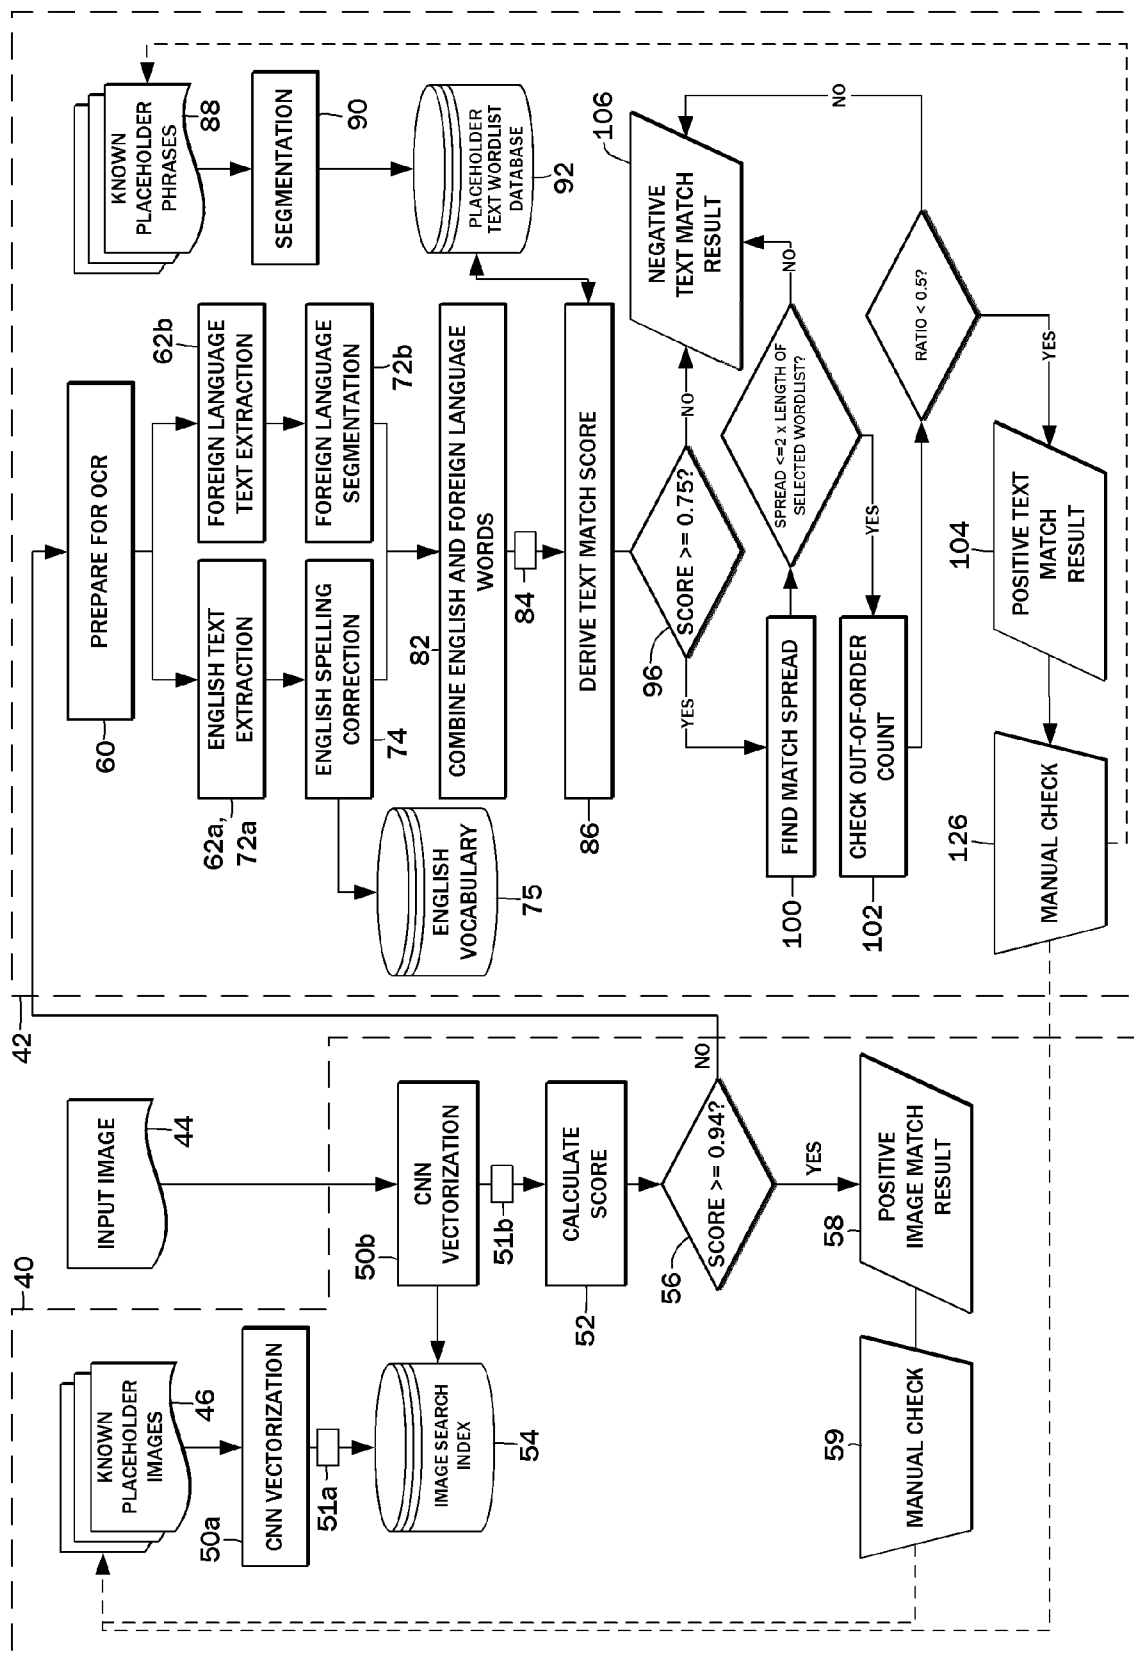 40
KNOWN
PLACEHOLDER
IMAGES
46
50a
CNN VECTORIZATION
51a
IMAGE SEARCH
INDEX
54
INPUT IMAGE
44
50b
CNN
VECTORIZATION
51b
CALCULATE
SCORE
52
56
SCORE >= 0.94?
NO
YES
58
POSITIVE
IMAGE MATCH
RESULT
59
MANUAL CHECK
42
60
PREPARE FOR OCR
62a,
72a
ENGLISH TEXT
EXTRACTION
62b
FOREIGN LANGUAGE
TEXT EXTRACTION
74
ENGLISH SPELLING
CORRECTION
72b
FOREIGN LANGUAGE
SEGMENTATION
ENGLISH
VOCABULARY
75
82
COMBINE ENGLISH AND FOREIGN LANGUAGE
WORDS
84
86
DERIVE TEXT MATCH SCORE
KNOWN
PLACEHOLDER
PHRASES
88
SEGMENTATION
90
PLACEHOLDER
TEXT WORDLIST
DATABASE
92
96
SCORE >= 0.75?
YES
NO
106
NEGATIVE
TEXT MATCH
RESULT
100
FIND MATCH SPREAD
SPREAD <=2 x LENGTH OF
SELECTED WORDLIST?
NO
YES
102
CHECK OUT-OF-ORDER
COUNT
RATIO < 0.5?
NO
YES
104
POSITIVE TEXT
MATCH
RESULT
126
MANUAL CHECK